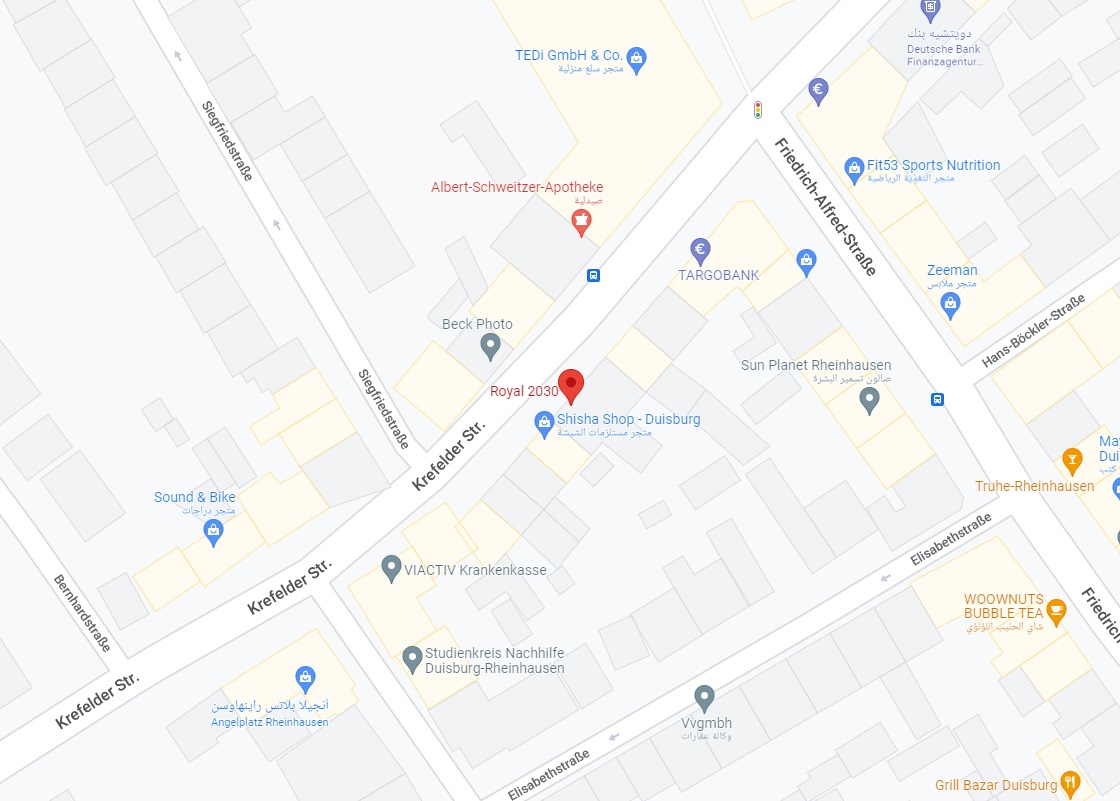 دويتشيه بنك
Deutsche Bank
Finanzagentur...
TEDi GmbH & Co.
متجر سلع منزلية
€
Siegfriedstraße
Friedrich-Alfred-Straße
Fit53 Sports Nutrition
متجر التغذية الرياضية
Albert-Schweitzer-Apotheke
صيدلية
€
TARGOBANK
Zeeman
متجر ملابس
Hans-Böckler-Straße
Beck Photo
Sun Planet Rheinhausen
صالون تسمير البشرة
Siegfriedstraße
Royal 2030
Shisha Shop - Duisburg
متجر مستلزمات الشيشة
Krefelder Str.
Truhe-Rheinhausen
Sound & Bike
متجر دراجات
Elisabethstraße
VIACTIV Krankenkasse
Krefelder Str.
Bernhardstraße
WOOWNUTS
BUBBLE TEA
شاي الحليب اللؤلؤي
Studienkreis Nachhilfe
Duisburg-Rheinhausen
Krefelder Str.
أنجيلا بلاتس راينهاوسن
Angelplatz Rheinhausen
Vvgmbh
وكالة عقارات
Elisabethstraße
Grill Bazar Duisburg